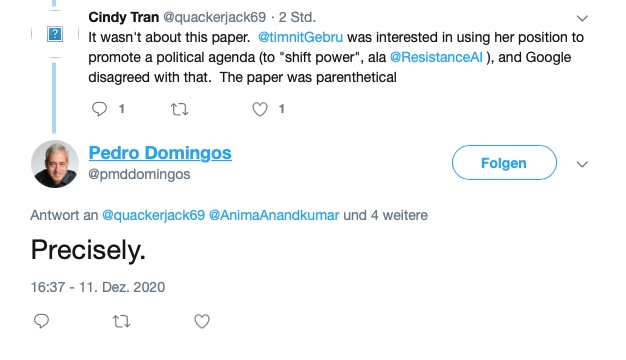 Cindy Tran @quackerjack69 · 2 Std.
It wasn't about this paper. @timnitGebru was interested in using her position to
promote a political agenda (to "shift power", ala @ResistanceAI ), and Google
disagreed with that. The paper was parenthetical
1
1
Pedro Domingos
@pmddomingos
Folgen
Antwort an @quackerjack69 @AnimaAnandkumar und 4 weitere
Precisely.
16:37 - 11. Dez. 2020